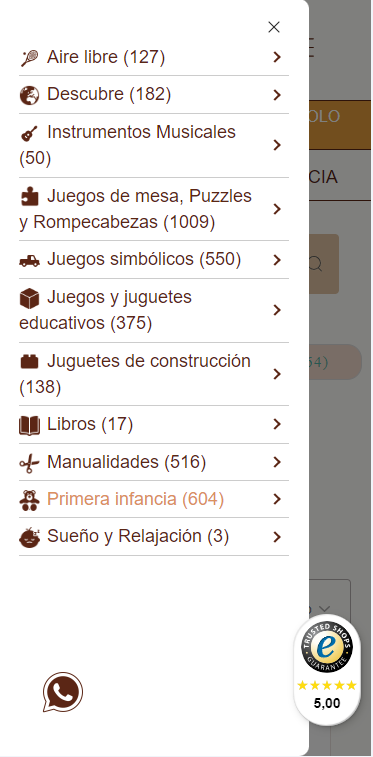 Aire libre (127)
OLO
Descubre (182)
Instrumentos Musicales
(50)
CIA
Juegos de mesa, Puzzles
y Rompecabezas (1009)
Juegos simbólicos (550)
Juegos y juguetes
educativos (375)
Juguetes de construcción
(138)
Libros (17)
Manualidades (516)
Primera infancia (604)
Sueño y Relajación (3)
TRUSTED SHOPS
e
GUARANTEE
5,00